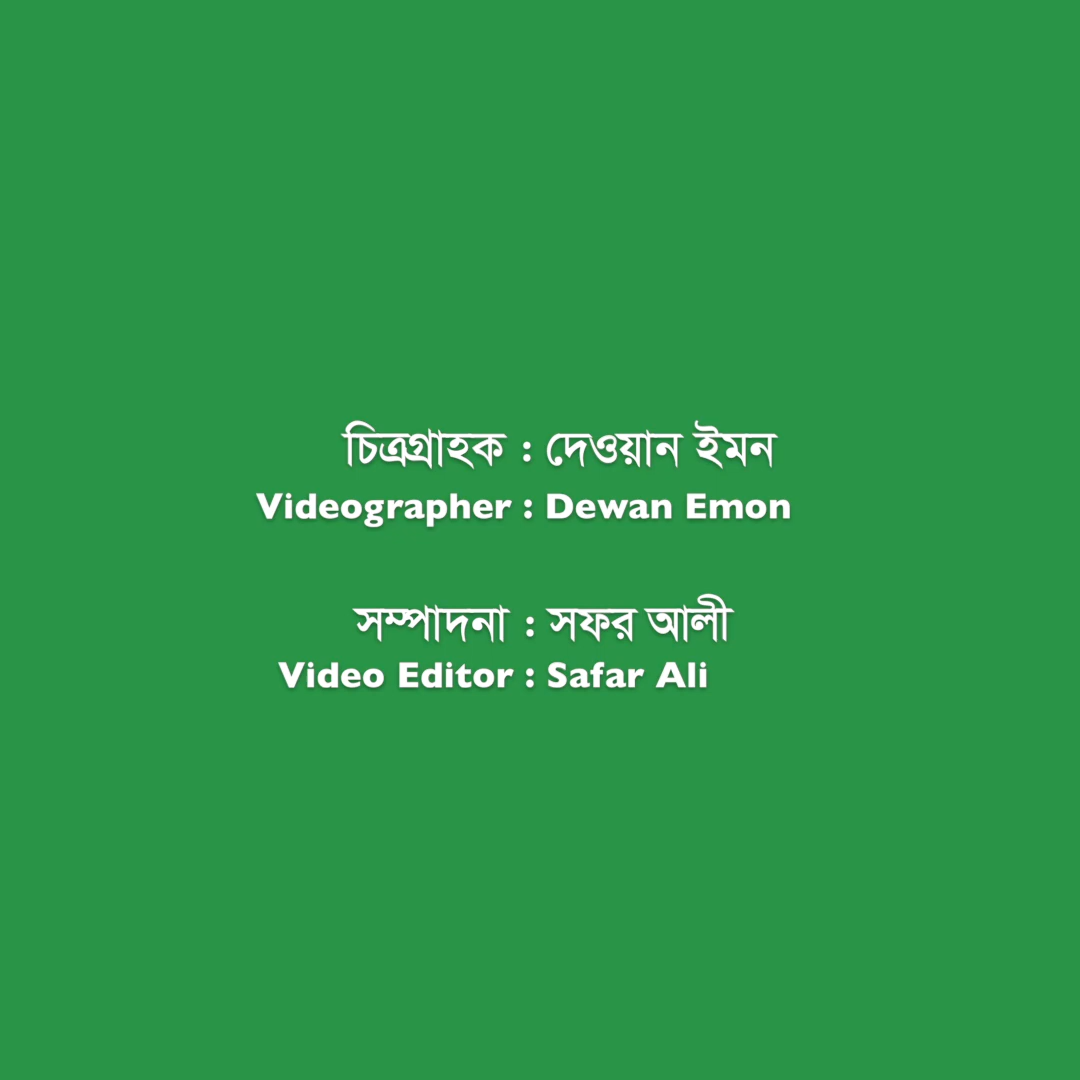 চিত্রগ্রাহক : দেওয়ান ইমন
Videographer : Dewan Emon
সম্পাদনা : সফর আলী
Video Editor : Safar Ali